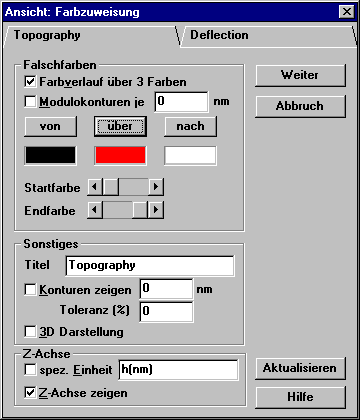 Ansicht: Farbzuweisung
Topography Deflection
Falschfarben
Farbverlauf über 3 Farben
Modulokonturen je 0 nm
von über nach
Startfarbe
Endfarbe
Weiter
Abbruch
Sonstiges
Titel Topography
Konturen zeigen 0 nm
Toleranz (%) 0
3D Darstellung
Z-Achse
spez. Einheit h(nm)
Z-Achse zeigen
Aktualisieren
Hilfe